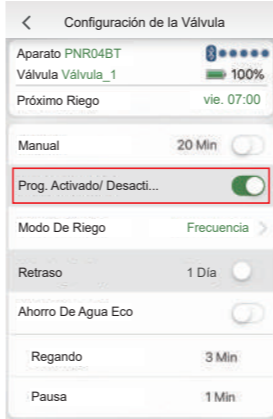 Configuración de la Válvula
Aparato PNR04BT
Válvula Válvula_1 100%
Próximo Riego vie. 07:00
Manual 20 Min
Prog. Activado/ Desacti...
Modo De Riego Frecuencia
Retraso 1 Día
Ahorro De Agua Eco
Regando 3 Min
Pausa 1 Min